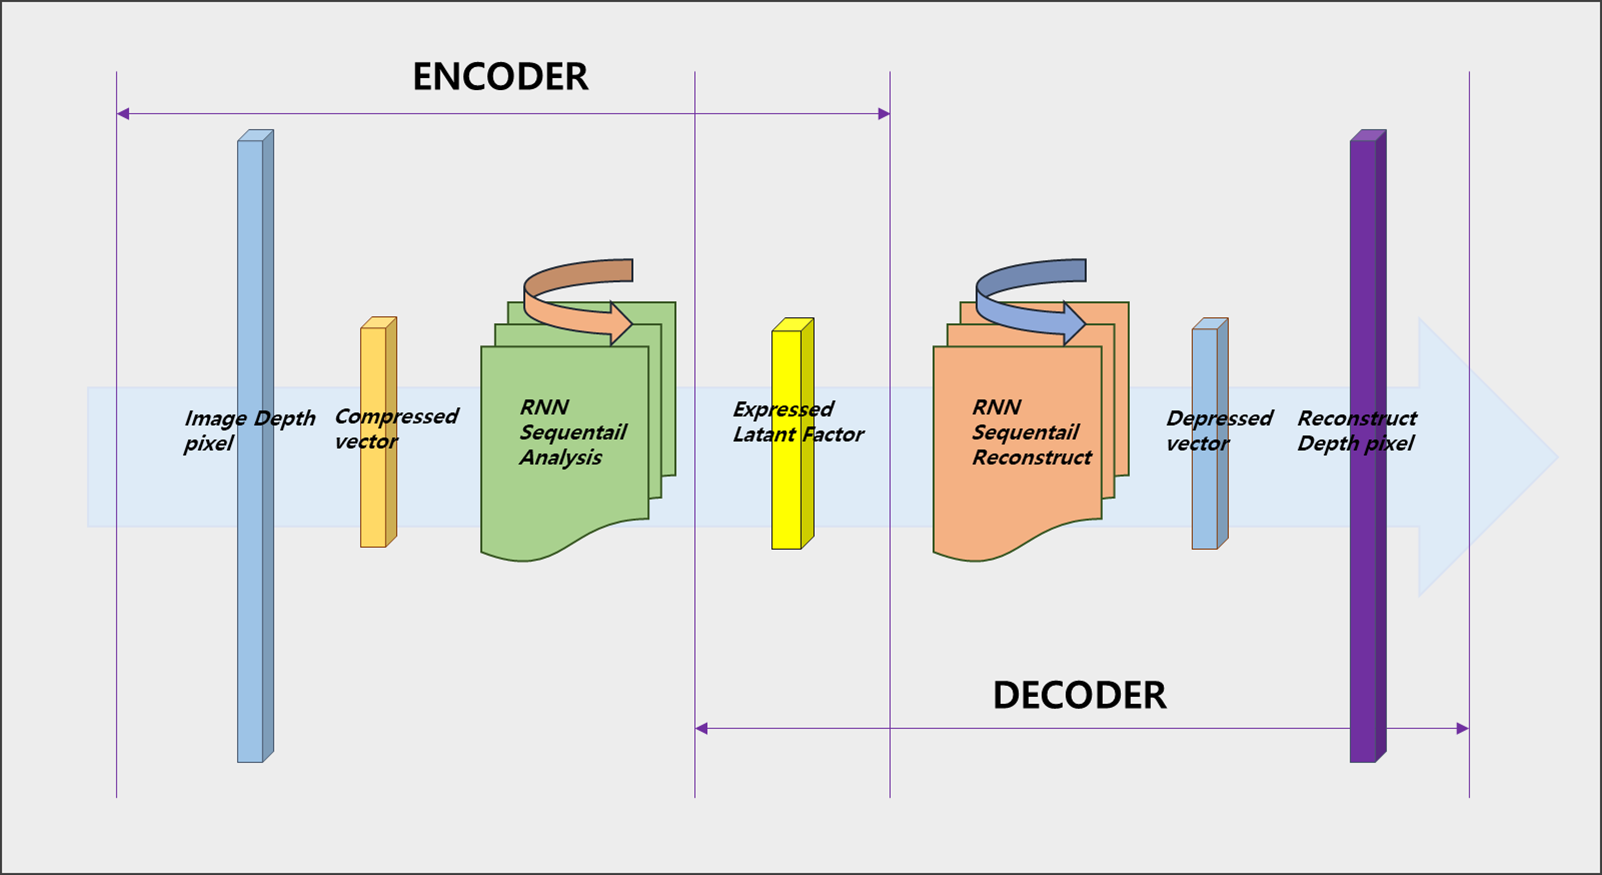 ENCODER
Image Depth
pixel
Compressed
vector
RNN
Sequentail
Analysis
Expressed
Latant Factor
RNN
Sequentail
Reconstruct
Depressed
vector
Reconstruct
Depth pixel
DECODER